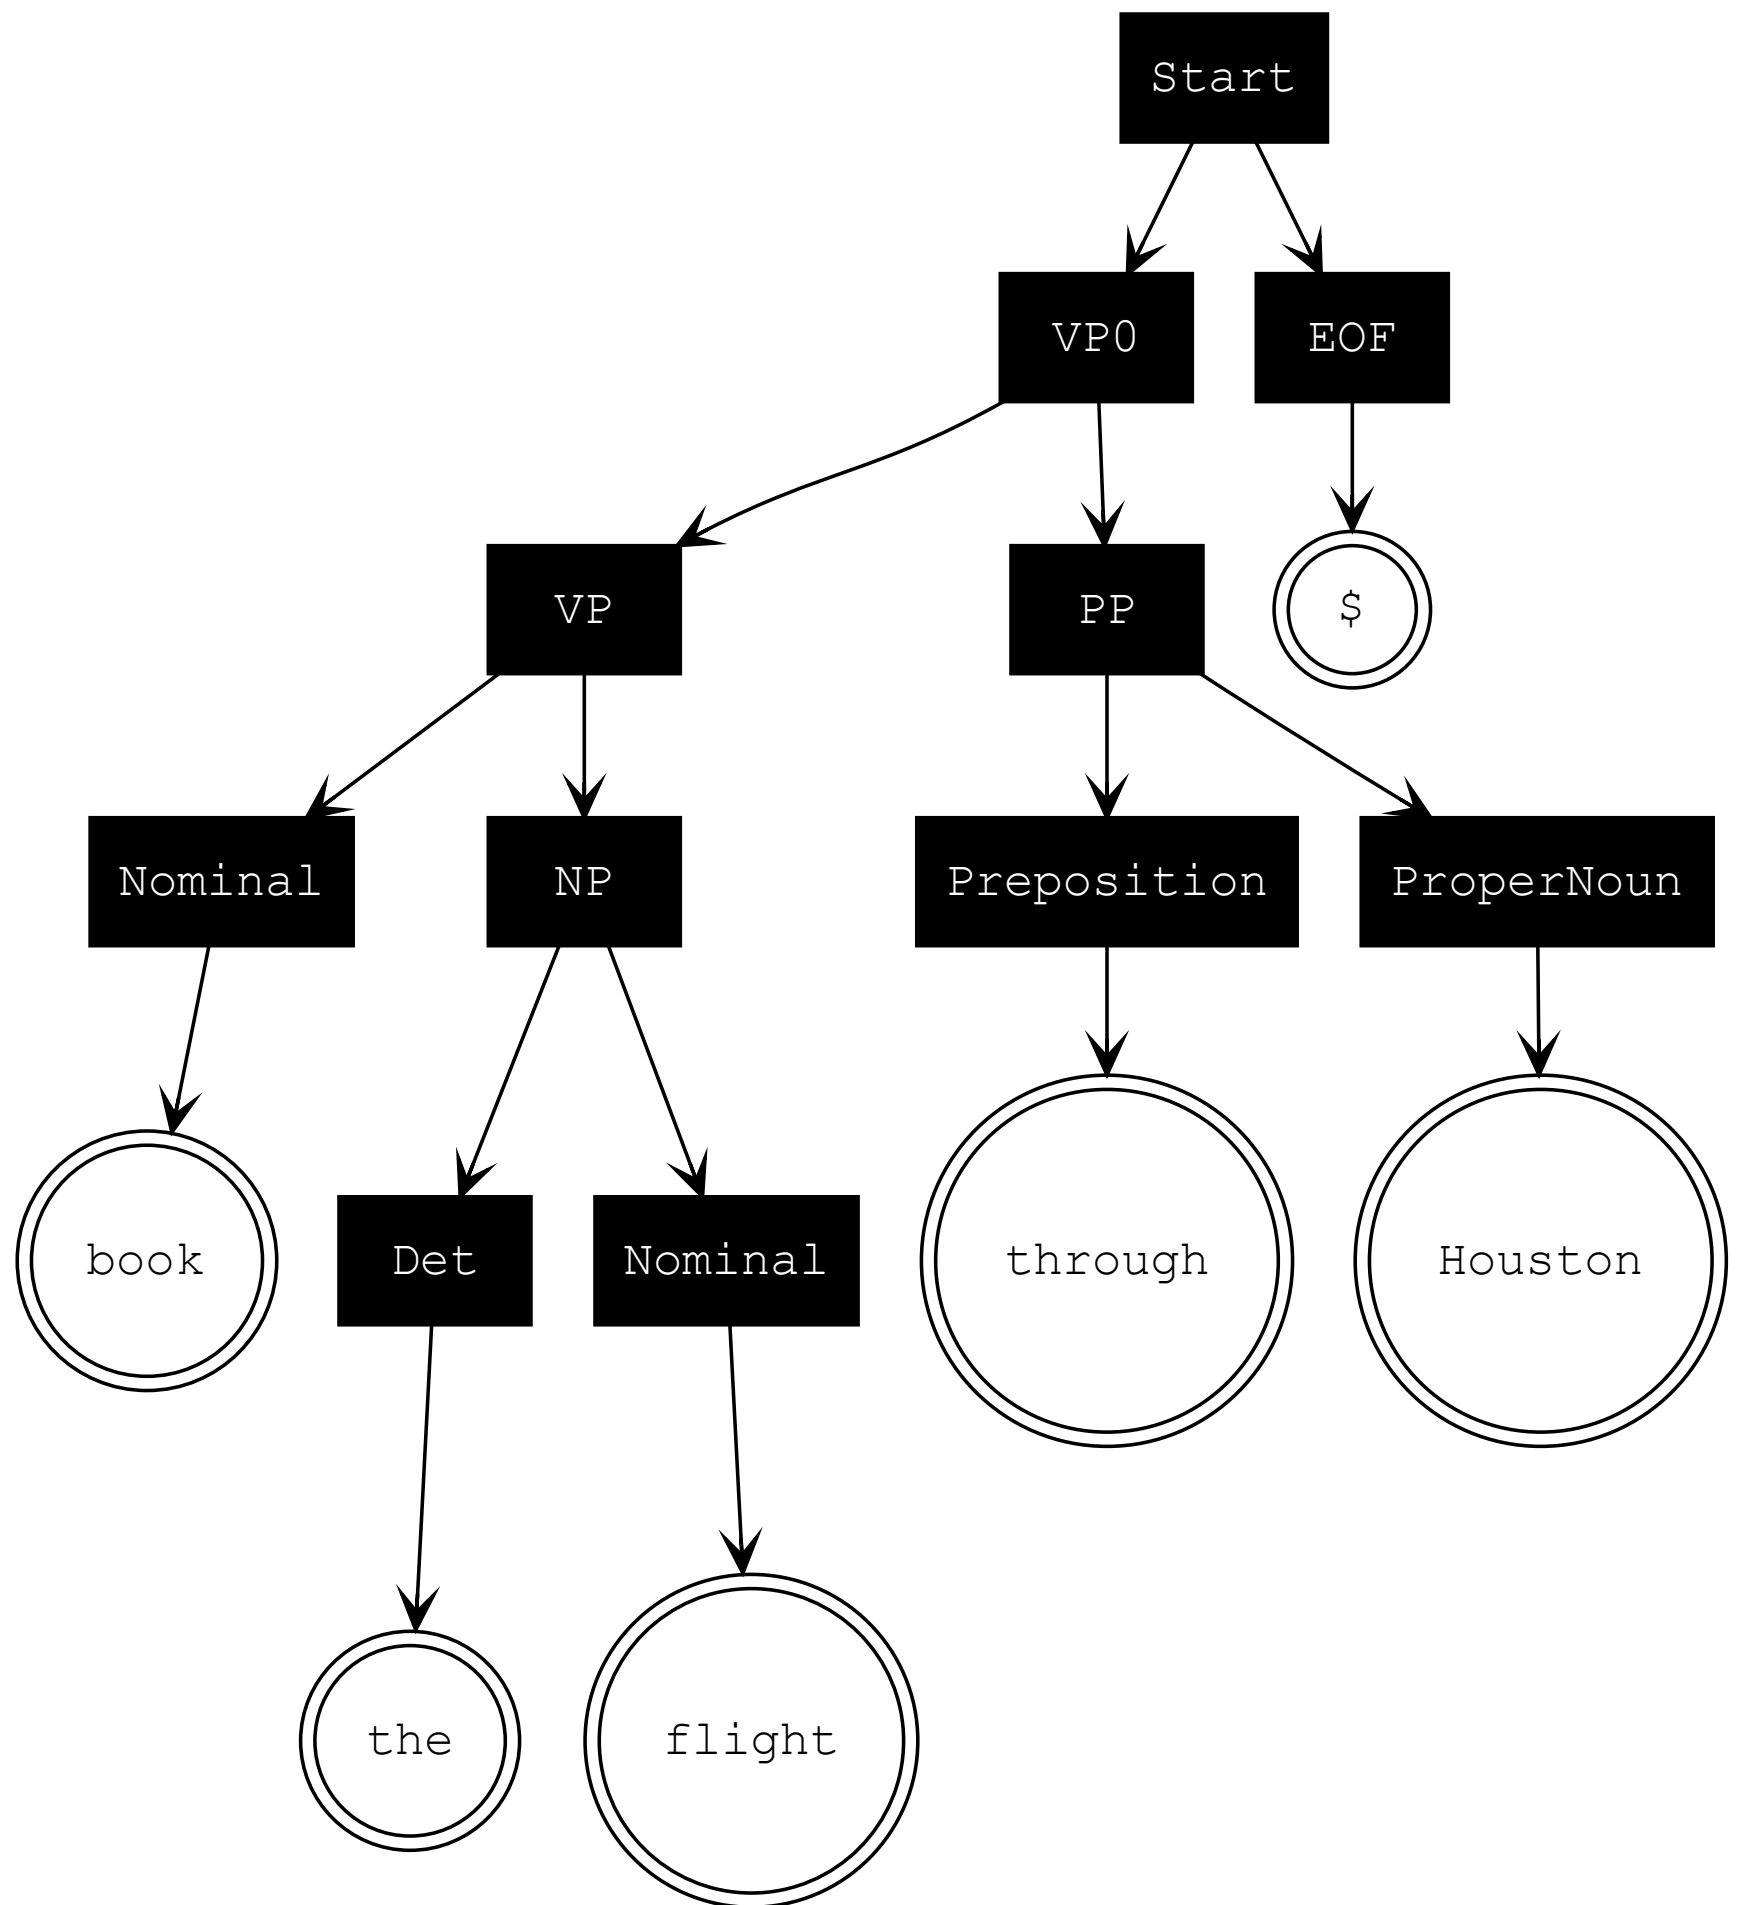 Start
VP0
EOF
VP
PP
$
Nominal
NP
Preposition
ProperNoun
book
Det
Nominal
through
Houston
the
flight